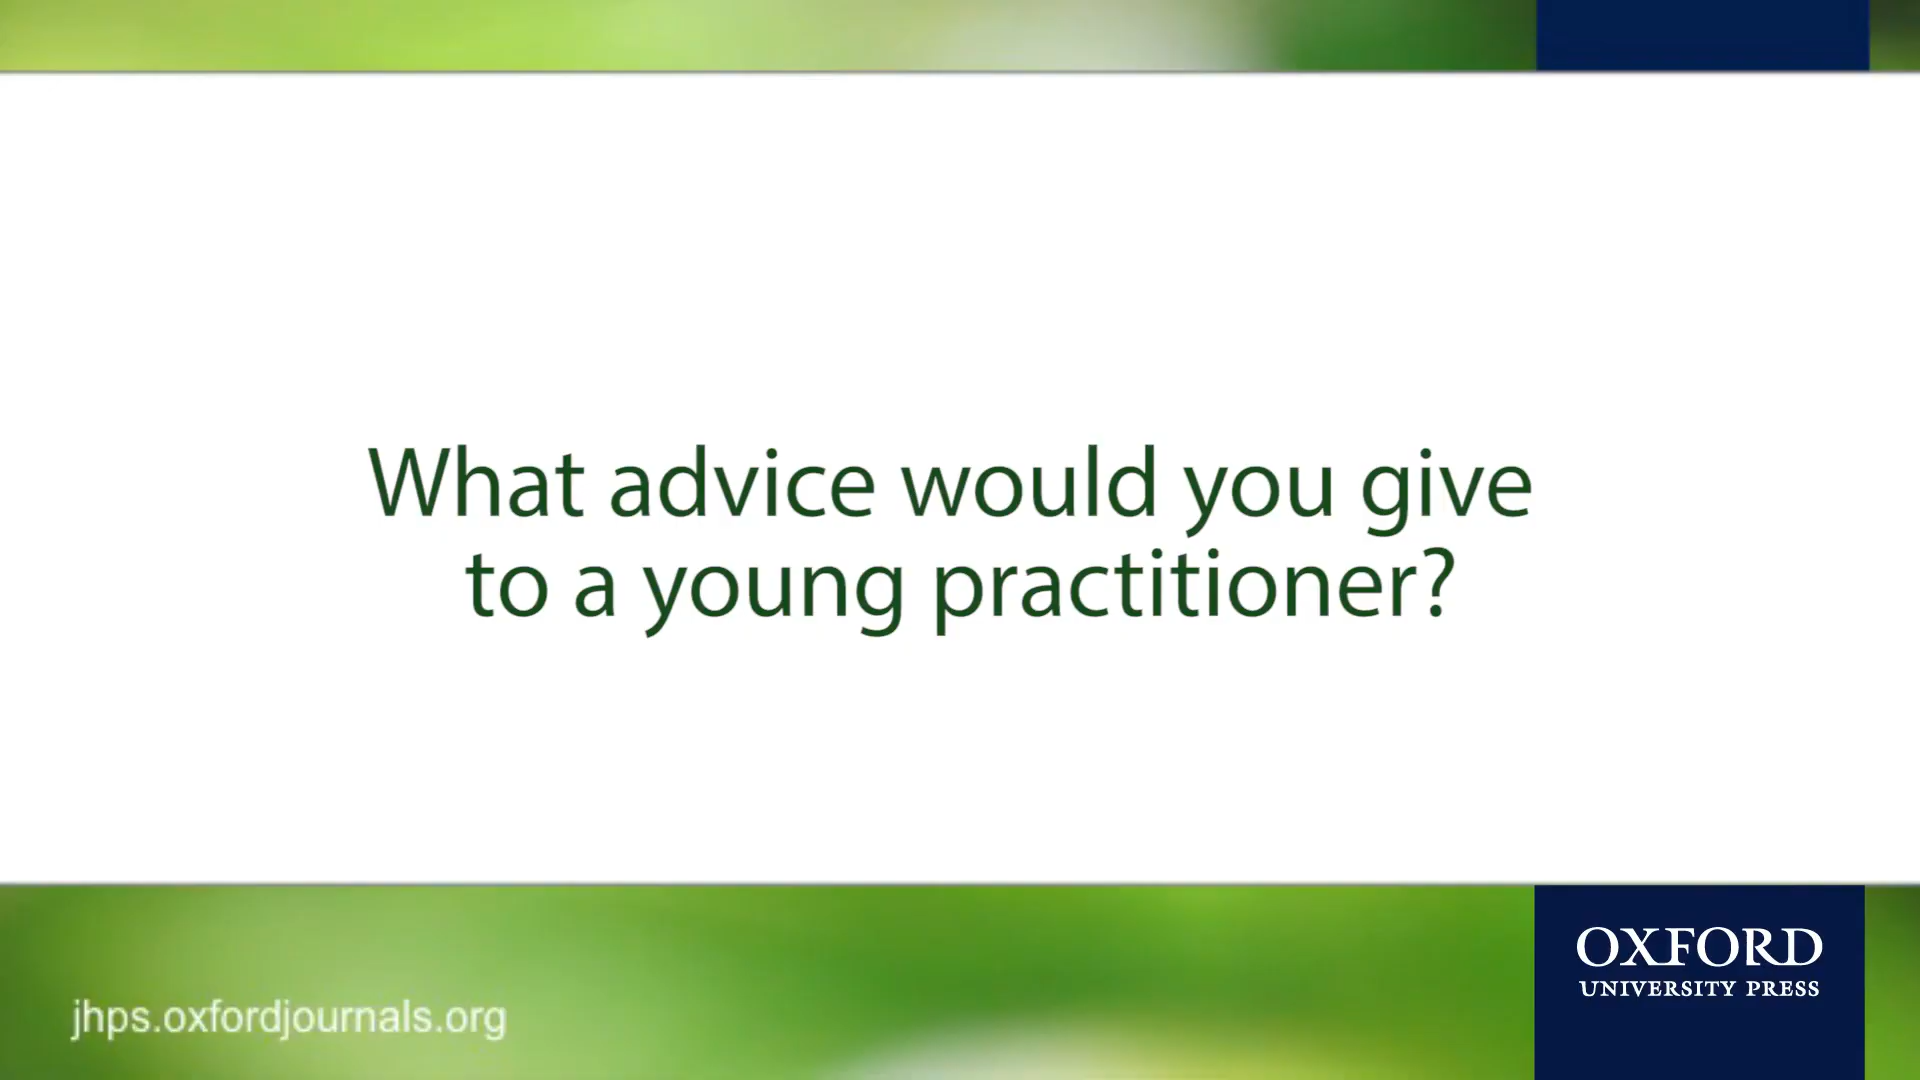 What advice would you give
to a young practitioner?
jhps.oxfordjournals.org
OXFORD
UNIVERSITY PRESS